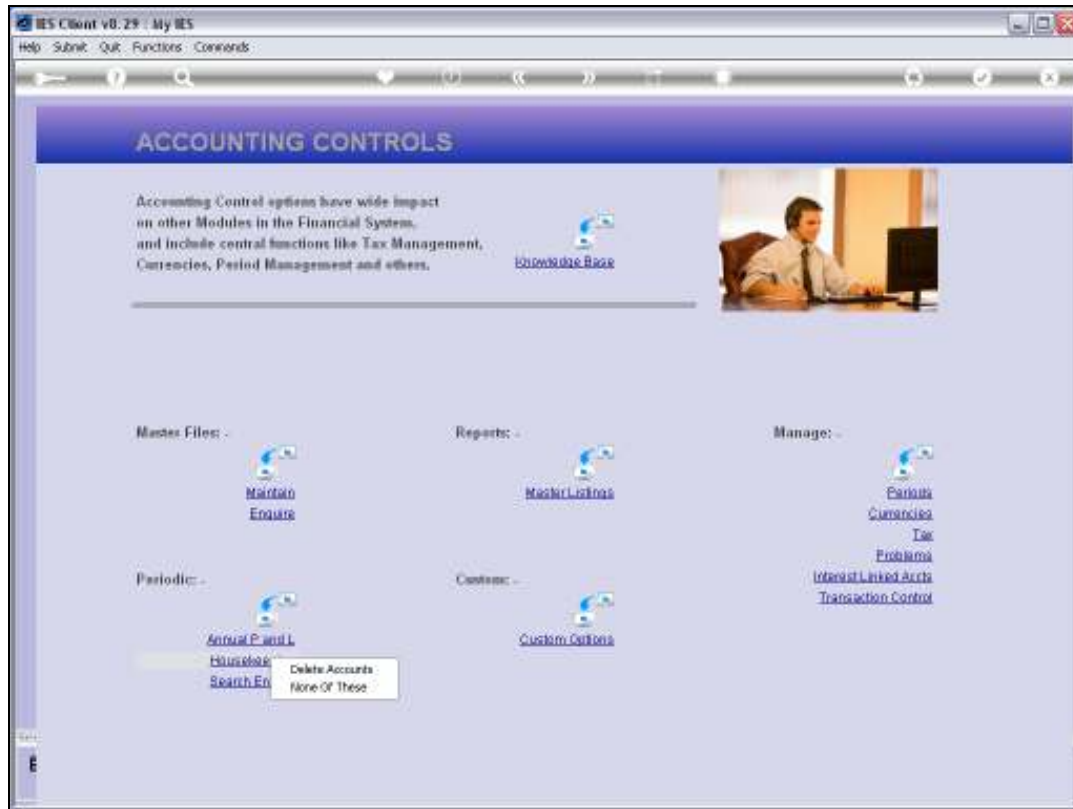 IES Client v8.29 : My IES
Help Submit Quit Functions Commands
ACCOUNTING CONTROLS
Accounting Control options have wide impact
on other Modules in the Financial System,
and include central functions like Tax Management,
Currencies, Period Management and others.
Knowledge Base
Master Files: -
Reports: -
Manage: -
Maintain
Enquire
Master Listings
Periods
Currencies
Tax
Problems
Interest Linked Accts
Transaction Control
Periodic: -
Custom: -
Annual P and L
Custom Options
Delete Accounts
None Of These